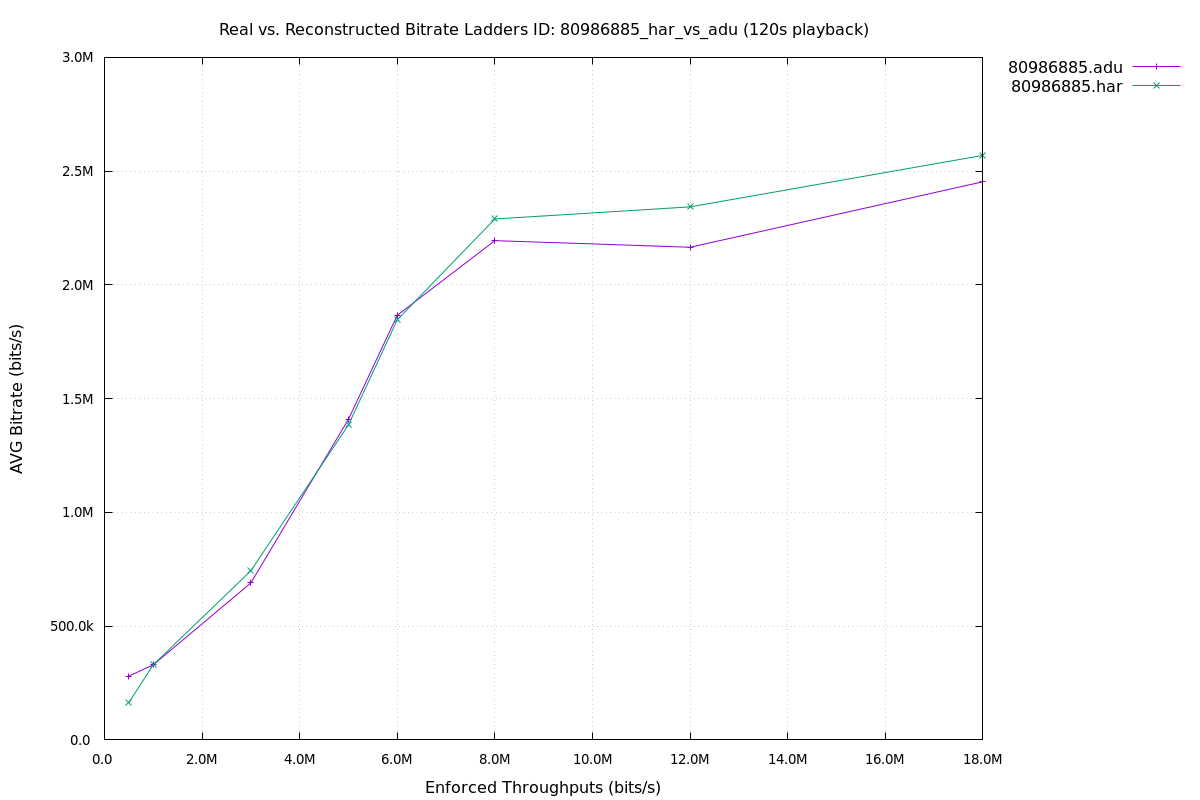 Real vs. Reconstructed Bitrate Ladders ID: 80986885_har_vs_adu (120s playback)
80986885.adu
80986885.har
3.0M
2.5M
2.0M
1.5M
1.0M
500.0k
0.0
AVG Bitrate (bits/s)
0.0 2.0M 4.0M 6.0M 8.0M 10.0M 12.0M 14.0M 16.0M 18.0M
Enforced Throughputs (bits/s)